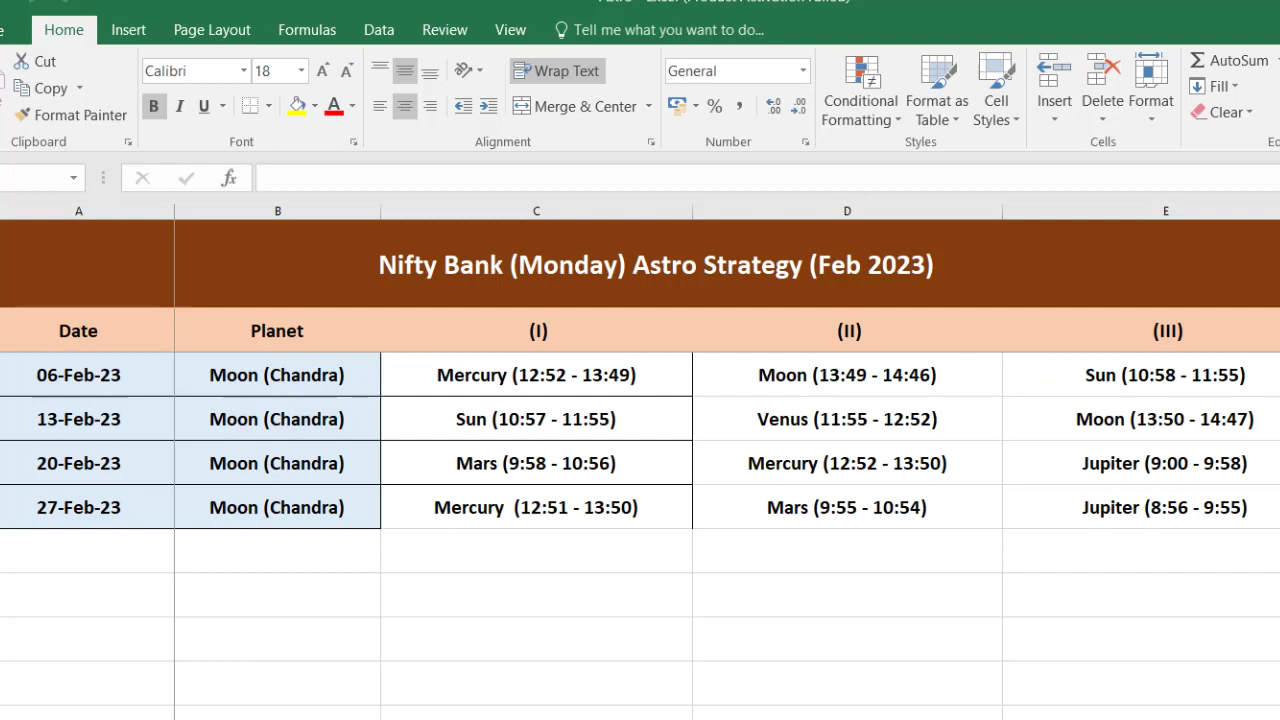 Home Insert Page Layout Formulas Data Review View Tell me what you want to do...
Cut
Copy
Format Painter
Clipboard
Calibri 18 A A
B I U A
Font
Wrap Text
Merge & Center
Alignment
General
% ,
Number
Conditional Formatting
Format as Table
Cell Styles
Styles
Insert Delete Format
Cells
AutoSum
Fill
Clear
fx
A B C D E
Nifty Bank (Monday) Astro Strategy (Feb 2023)
Date Planet (I) (II) (III)
06-Feb-23 Moon (Chandra) Mercury (12:52 - 13:49) Moon (13:49 - 14:46) Sun (10:58 - 11:55)
13-Feb-23 Moon (Chandra) Sun (10:57 - 11:55) Venus (11:55 - 12:52) Moon (13:50 - 14:47)
20-Feb-23 Moon (Chandra) Mars (9:58 - 10:56) Mercury (12:52 - 13:50) Jupiter (9:00 - 9:58)
27-Feb-23 Moon (Chandra) Mercury (12:51 - 13:50) Mars (9:55 - 10:54) Jupiter (8:56 - 9:55)